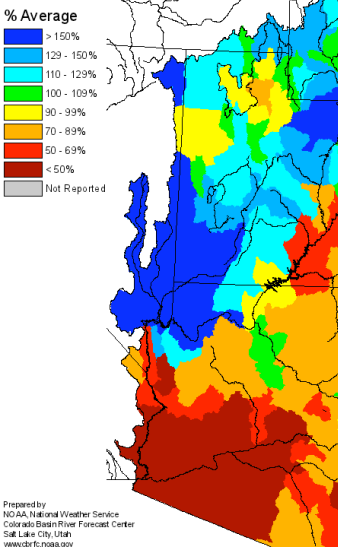 % Average
> 150%
129 - 150%
110 - 129%
100 - 109%
90 - 99%
70 - 89%
50 - 69%
< 50%
Not Reported
Prepared by
NOAA, National Weather Service
Colorado Basin River Forecast Center
Salt Lake City, Utah
www.cbrfc.noaa.gov